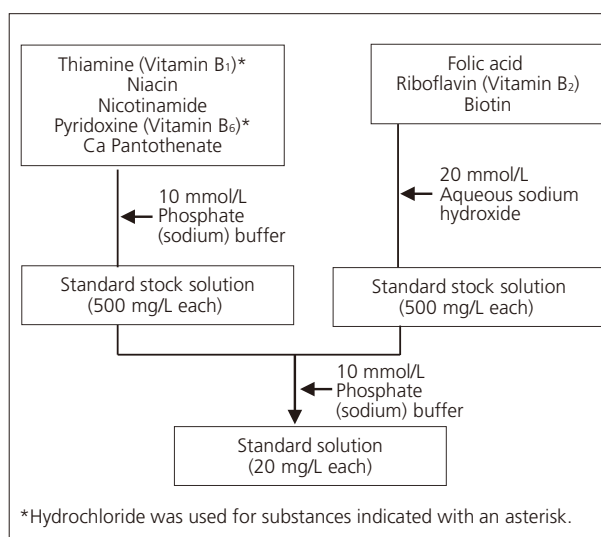 Thiamine (Vitamin B₁)*
Niacin
Nicotinamide
Pyridoxine (Vitamin B₆)*
Ca Pantothenate
Folic acid
Riboflavin (Vitamin B₂)
Biotin
10 mmol/L
Phosphate
(sodium) buffer
20 mmol/L
Aqueous sodium
hydroxide
Standard stock solution
(500 mg/L each)
Standard stock solution
(500 mg/L each)
10 mmol/L
Phosphate
(sodium) buffer
Standard solution
(20 mg/L each)
*Hydrochloride was used for substances indicated with an asterisk.